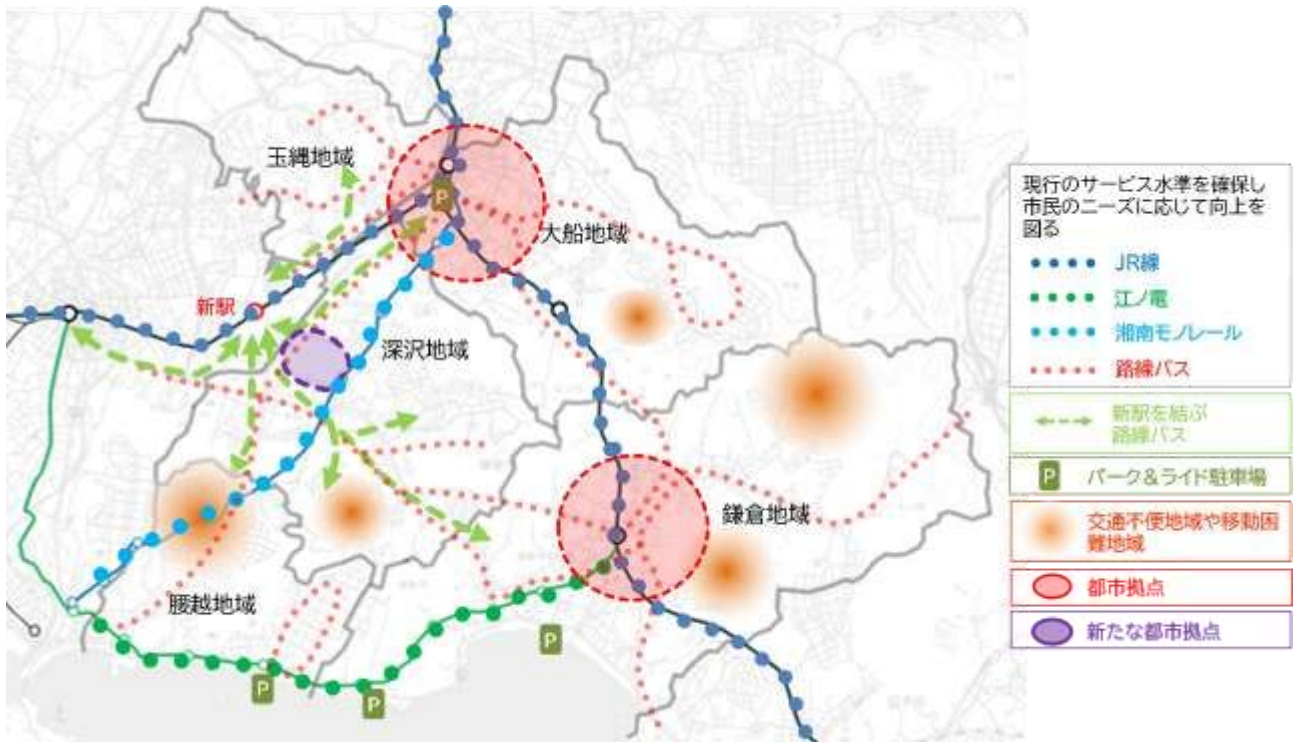 玉縄地域
P
大船地域
新駅
深沢地域
鎌倉地域
腰越地域
P
P
P
現行のサービス水準を確保し
市民のニーズに応じて向上を
図る
JR線
江ノ電
湘南モノレール
路線バス
新駅を結ぶ
路線バス
P
パーク＆ライド駐車場
交通不便地域や移動困
難地域
都市拠点
新たな都市拠点